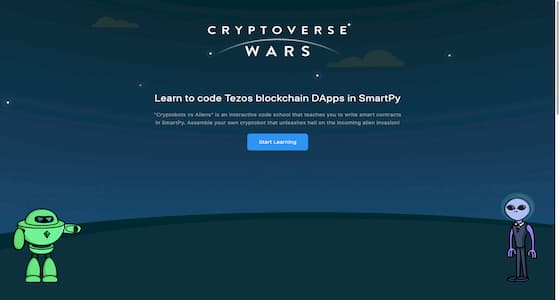 CRYPTOVERSE
WARS
Learn to code Tezos blockchain DApps in SmartPy
"Cryptobots vs Aliens" is an interactive code school that teaches you to write smart contracts
in SmartPy. Assemble your own cryptobot that unleashes hell on the incoming alien invasion!
Start Learning